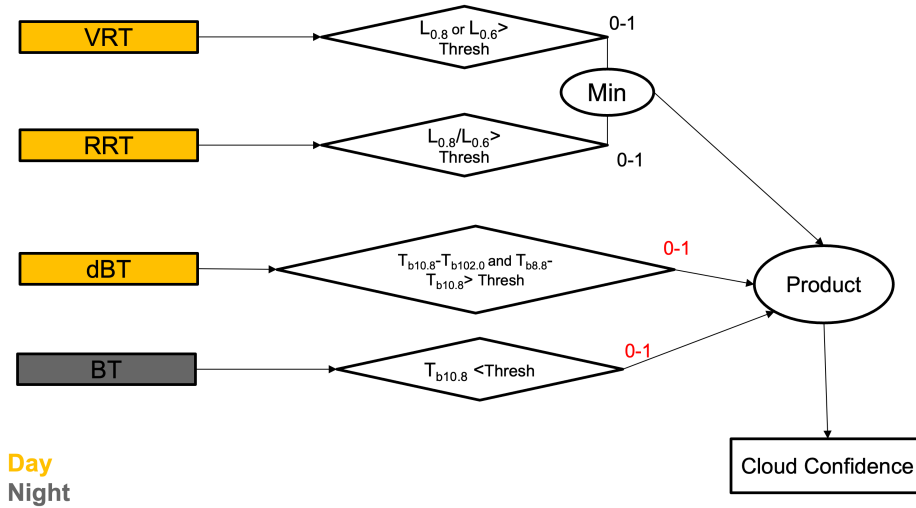 VRT
L0.8 or L0.6>
Thresh
0-1
Min
RRT
L0.8/L0.6>
Thresh
0-1
dBT
Tb10.8-Tb102.0 and Tb8.8-
Tb10.8> Thresh
0-1
Product
BT
Tb10.8 <Thresh
0-1
Cloud Confidence
Day
Night